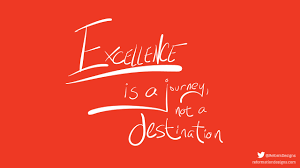 EXCELLENCE
is a journey,
not a
destination